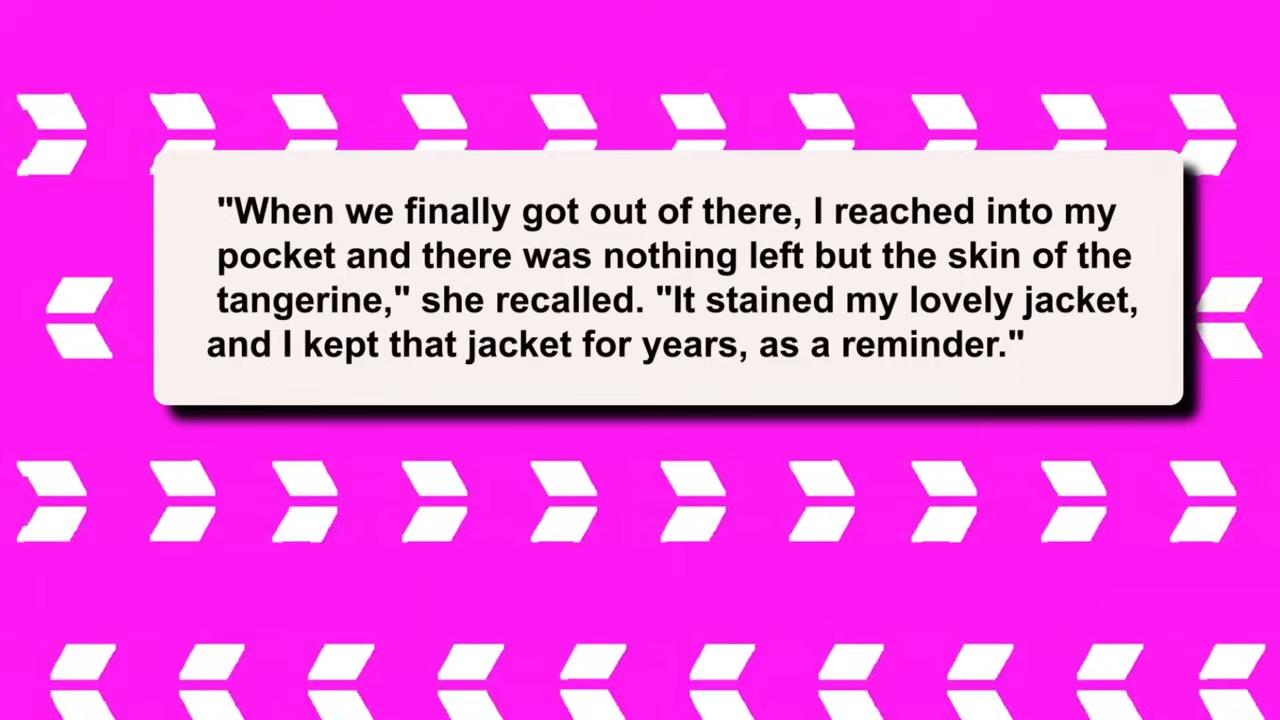 "When we finally got out of there, I reached into my
pocket and there was nothing left but the skin of the
tangerine," she recalled. "It stained my lovely jacket,
and I kept that jacket for years, as a reminder."